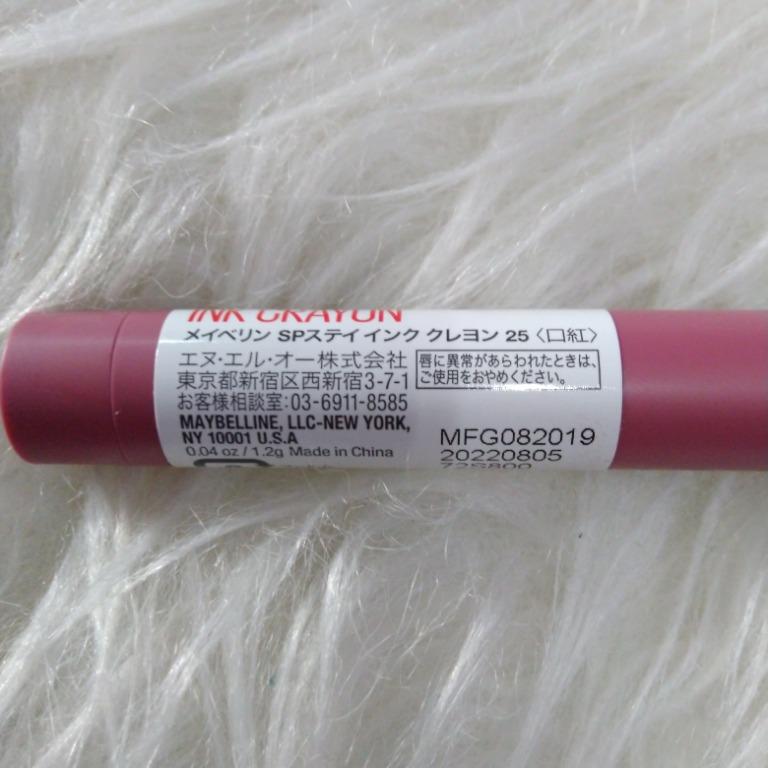 INK CRAYON
メイベリン SPステイ インク クレヨン 25〈口紅〉
エヌ・エル・オー株式会社
東京都新宿区西新宿3-7-1
お客様相談室:03-6911-8585
MAYBELLINE, LLC-NEW YORK,
NY 10001 U.S.A
0.04 oz / 1.2g Made in China
唇に異常があらわれたときは、
ご使用をおやめください。
MFG082019
20220805
72S800